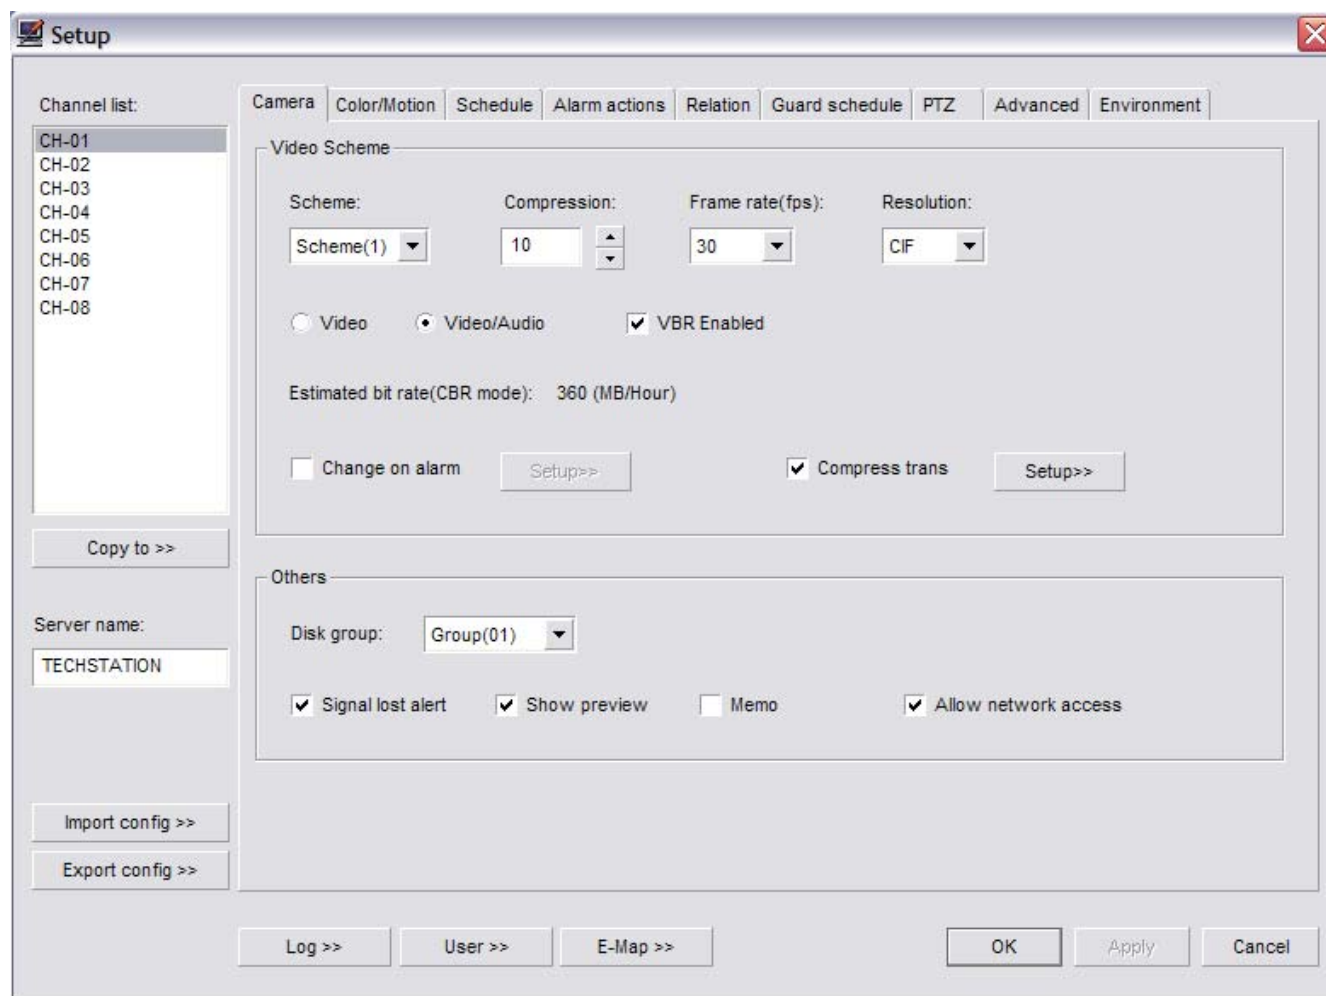 Setup
Channel list:
CH-01
CH-02
CH-03
CH-04
CH-05
CH-06
CH-07
CH-08
Copy to >>
Server name:
TECHSTATION
Import config >>
Export config >>
Camera Color/Motion Schedule Alarm actions Relation Guard schedule PTZ Advanced Environment
Video Scheme
Scheme: Compression: Frame rate(fps): Resolution:
Scheme(1) 10 30 CIF
Video Video/Audio VBR Enabled
Estimated bit rate(CBR mode): 360 (MB/Hour)
Change on alarm Setup>> Compress trans Setup>>
Others
Disk group: Group(01)
Signal lost alert Show preview Memo Allow network access
Log >> User >> E-Map >> OK Apply Cancel